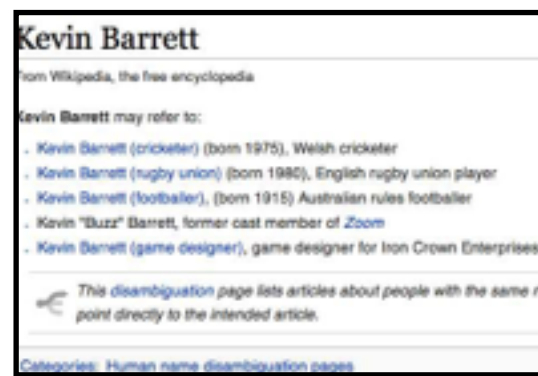 Kevin Barrett
From Wikipedia, the free encyclopedia
Kevin Barrett may refer to:
Kevin Barrett (cricketer) (born 1975), Welsh cricketer
Kevin Barrett (rugby union) (born 1980), English rugby union player
Kevin Barrett (footballer), (born 1915) Australian rules footballer
Kevin "Buzz" Barrett, former cast member of Zoom
Kevin Barrett (game designer), game designer for Iron Crown Enterprises
This disambiguation page lists articles about people with the same
point directly to the intended article.
Categories: Human name disambiguation pages